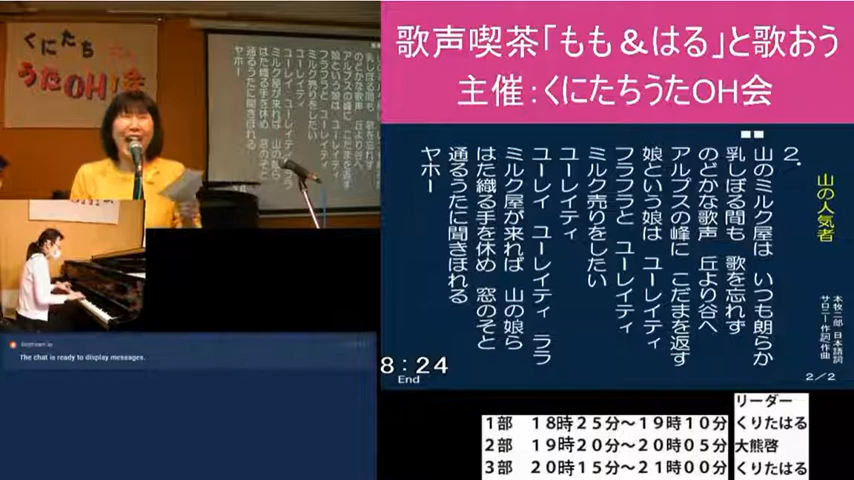 歌声喫茶「もも＆はる」と歌おう
主催：くにたちうたOH会
くにたち
うたOH！会
山の人気者
本牧二郎 日本語詞
サロニー作詞作曲
2.
山のミルク屋は いつも朗らか
乳しぼる間も 歌を忘れず
のどかな歌声 丘より谷へ
アルプスの峰に こだまを返す
娘という娘は ユーレイティ
フラフラと ユーレイティ
ミルク売りをしたい
ユーレイティ
ユーレイ ユーレイティ ララ
ミルク屋が来れば 山の娘ら
はた織る手を休め 窓のそと
通るうたに聞きほれる
ヤホー
2/2
The chat is ready to display messages.
8:24
End
リーダー
1部 18時25分～19時10分 くりたはる
2部 19時20分～20時05分 大熊啓
3部 20時15分～21時00分 くりたはる